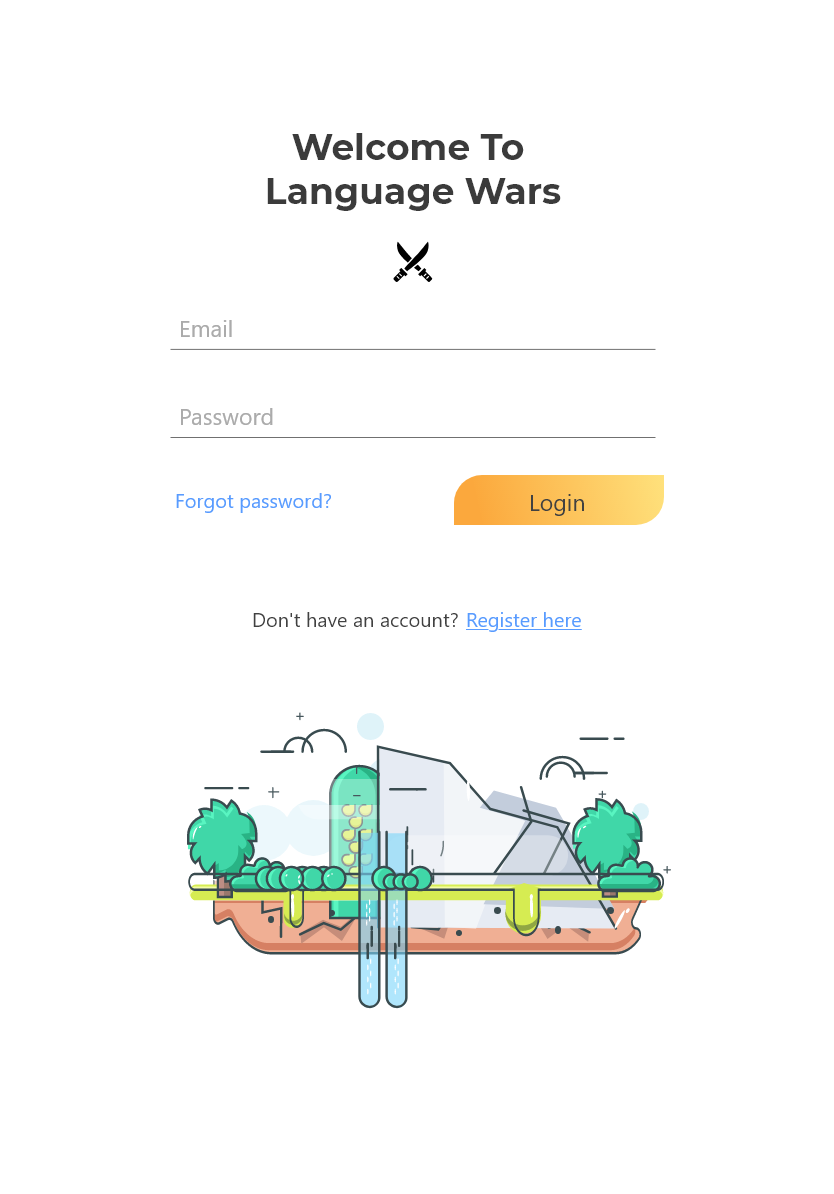 Welcome To
Language Wars
Email
Password
Forgot password?
Login
Don't have an account? Register here